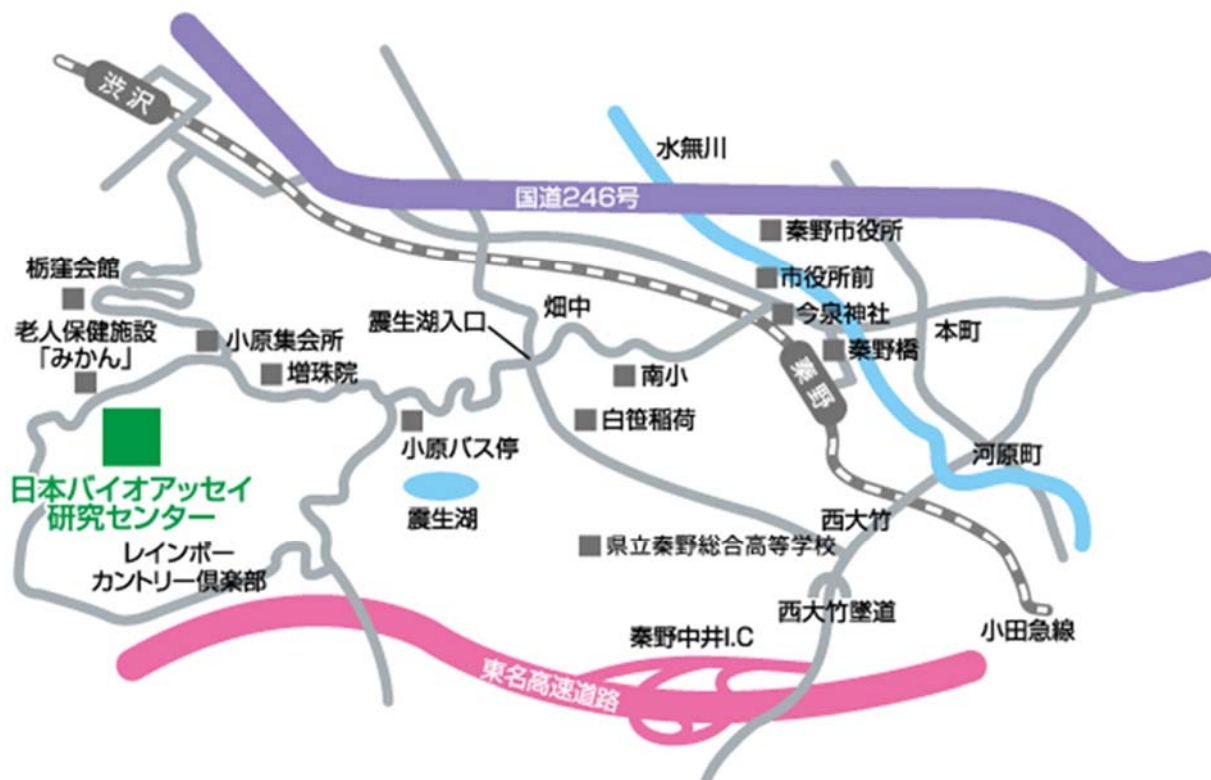 渋沢
水無川
国道246号
秦野市役所
市役所前
栃窪会館
震生湖入口
畑中
今泉神社
本町
老人保健施設
「みかん」
小原集会所
増珠院
南小
秦野橋
秦野
白笹稲荷
小原バス停
河原町
日本バイオアッセイ
研究センター
震生湖
西大竹
県立秦野総合高等学校
レインボー
カントリー倶楽部
西大竹墜道
小田急線
秦野中井I.C
東名高速道路